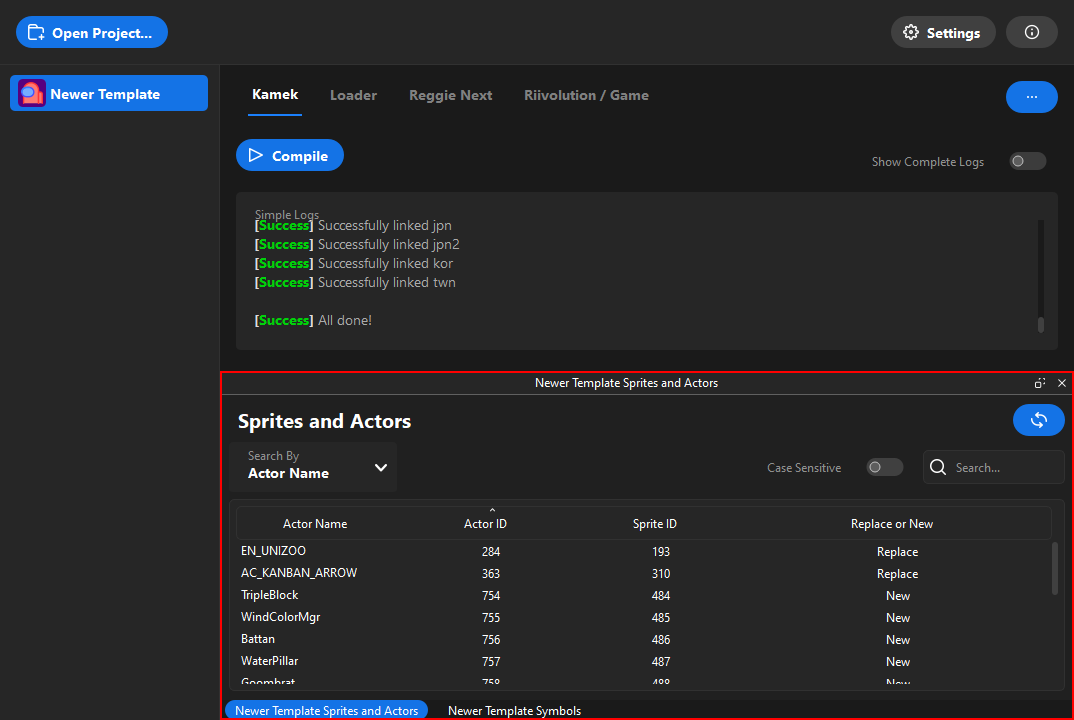 Open Project...
Settings
Newer Template
Kamek Loader Reggie Next Riivolution / Game
...
Compile
Show Complete Logs
Simple Logs
[Success] Successfully linked jpn
[Success] Successfully linked jpn2
[Success] Successfully linked kor
[Success] Successfully linked twn
[Success] All done!
Newer Template Sprites and Actors
Sprites and Actors
Search By
Actor Name
Case Sensitive
Search...
Actor Name Actor ID Sprite ID Replace or New
EN_UNIZOO 284 193 Replace
AC_KANBAN_ARROW 363 310 Replace
TripleBlock 754 484 New
WindColorMgr 755 485 New
Battan 756 486 New
WaterPillar 757 487 New
Goombrat 758 488 New
Newer Template Sprites and Actors Newer Template Symbols